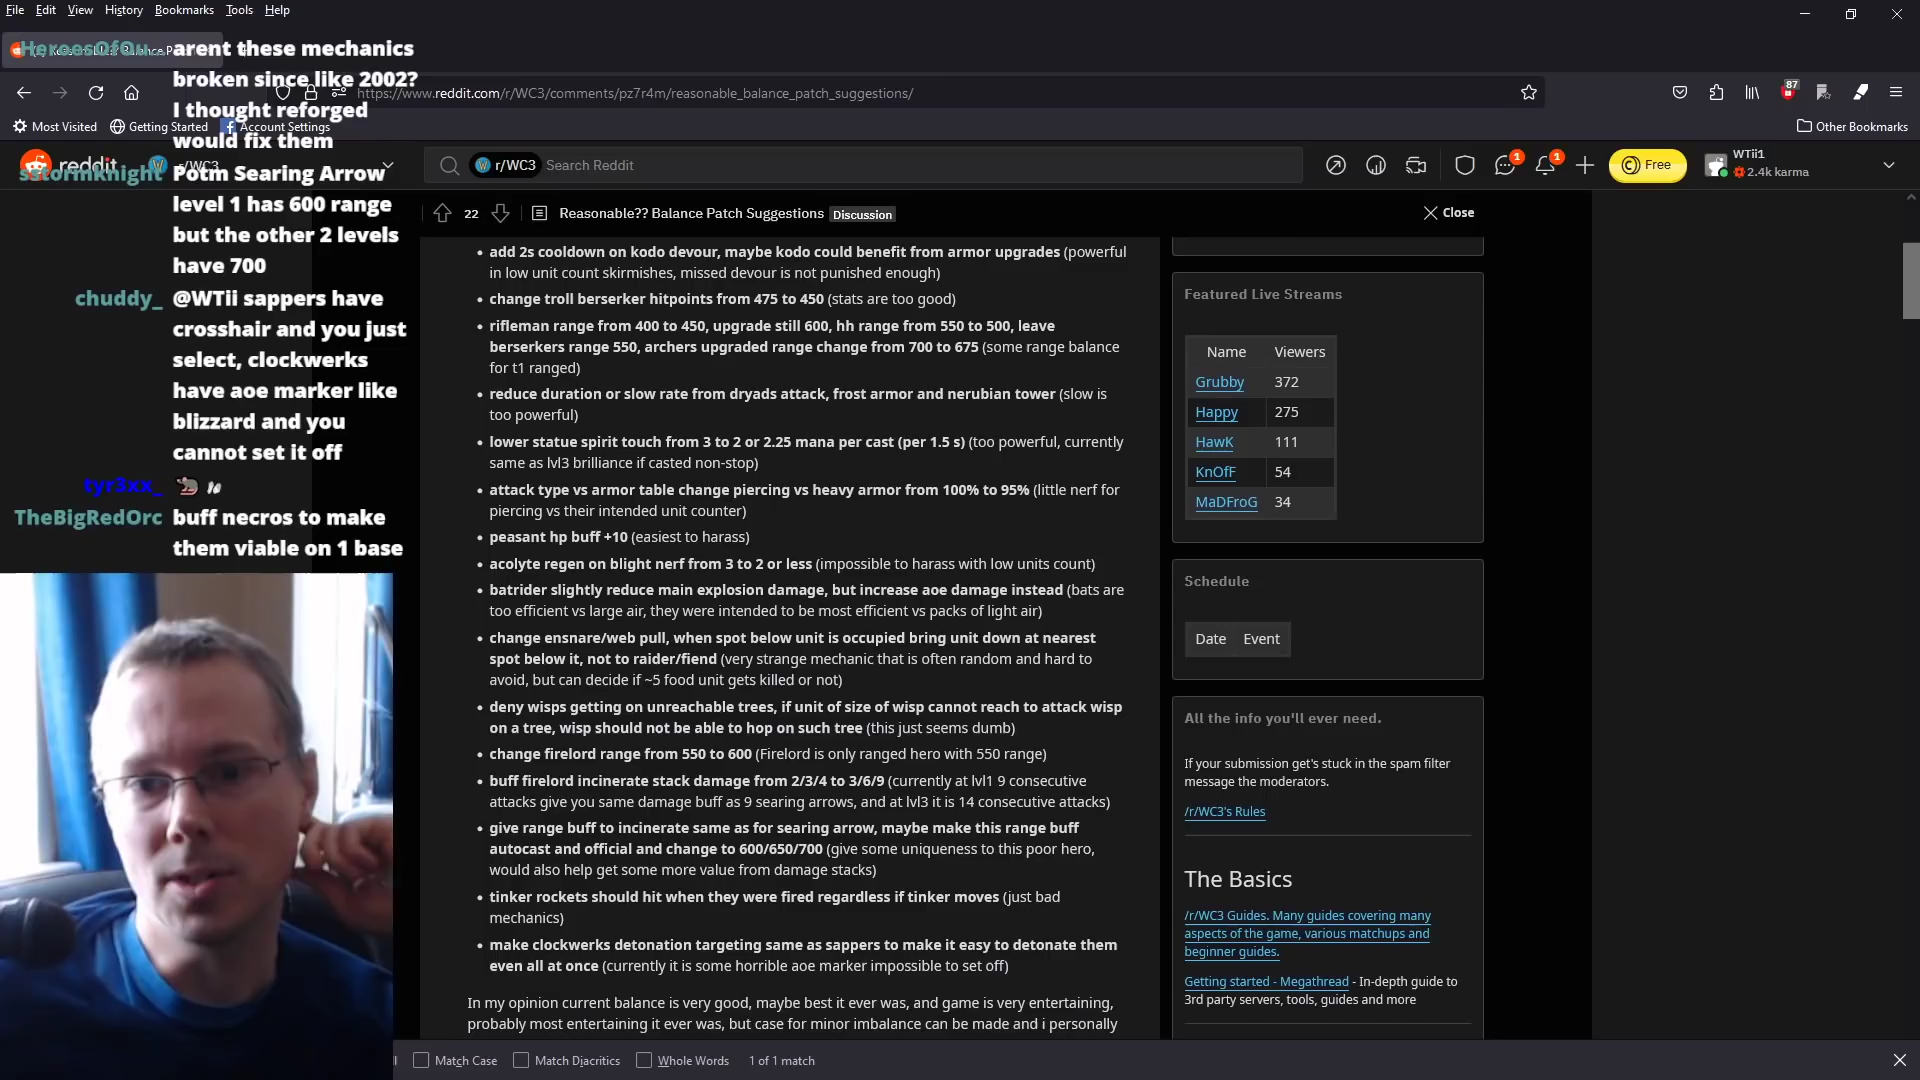 File Edit View History Bookmarks Tools Help
HeroesOfOu... arent these mechanics
broken since like 2002?
I thought reforged
would fix them
sstormknight Potm Searing Arrow
level 1 has 600 range
but the other 2 levels
have 700
chuddy_ @WTii sappers have
crosshair and you just
select, clockwerks
have aoe marker like
blizzard and you
cannot set it off
tyr3xx_
TheBigRedOrc buff necros to make
them viable on 1 base
https://www.reddit.com/r/WC3/comments/pz7r4m/reasonable_balance_patch_suggestions/
87
Most Visited Getting Started Account Settings Other Bookmarks
reddit r/WC3 r/WC3 Search Reddit 1 1 Free WTii1
2.4k karma
22 Reasonable?? Balance Patch Suggestions Discussion Close
• add 2s cooldown on kodo devour, maybe kodo could benefit from armor upgrades (powerful
in low unit count skirmishes, missed devour is not punished enough)
• change troll berserker hitpoints from 475 to 450 (stats are too good)
• rifleman range from 400 to 450, upgrade still 600, hh range from 550 to 500, leave
berserkers range 550, archers upgraded range change from 700 to 675 (some range balance
for t1 ranged)
• reduce duration or slow rate from dryads attack, frost armor and nerubian tower (slow is
too powerful)
• lower statue spirit touch from 3 to 2 or 2.25 mana per cast (per 1.5 s) (too powerful, currently
same as lvl3 brilliance if casted non-stop)
• attack type vs armor table change piercing vs heavy armor from 100% to 95% (little nerf for
piercing vs their intended unit counter)
• peasant hp buff +10 (easiest to harass)
• acolyte regen on blight nerf from 3 to 2 or less (impossible to harass with low units count)
• batrider slightly reduce main explosion damage, but increase aoe damage instead (bats are
too efficient vs large air, they were intended to be most efficient vs packs of light air)
• change ensnare/web pull, when spot below unit is occupied bring unit down at nearest
spot below it, not to raider/fiend (very strange mechanic that is often random and hard to
avoid, but can decide if ~5 food unit gets killed or not)
• deny wisps getting on unreachable trees, if unit of size of wisp cannot reach to attack wisp
on a tree, wisp should not be able to hop on such tree (this just seems dumb)
• change firelord range from 550 to 600 (Firelord is only ranged hero with 550 range)
• buff firelord incinerate stack damage from 2/3/4 to 3/6/9 (currently at lvl1 9 consecutive
attacks give you same damage buff as 9 searing arrows, and at lvl3 it is 14 consecutive attacks)
• give range buff to incinerate same as for searing arrow, maybe make this range buff
autocast and official and change to 600/650/700 (give some uniqueness to this poor hero,
would also help get some more value from damage stacks)
• tinker rockets should hit when they were fired regardless if tinker moves (just bad
mechanics)
• make clockwerks detonation targeting same as sappers to make it easy to detonate them
even all at once (currently it is some horrible aoe marker impossible to set off)
In my opinion current balance is very good, maybe best it ever was, and game is very entertaining,
probably most entertaining it ever was, but case for minor imbalance can be made and i personally
Featured Live Streams
Name Viewers
Grubby 372
Happy 275
HawK 111
KnOfF 54
MaDFroG 34
Schedule
Date Event
All the info you'll ever need.
If your submission get's stuck in the spam filter
message the moderators.
/r/WC3's Rules
The Basics
/r/WC3 Guides. Many guides covering many
aspects of the game, various matchups and
beginner guides.
Getting started - Megathread - In-depth guide to
3rd party servers, tools, guides and more
Match Case Match Diacritics Whole Words 1 of 1 match